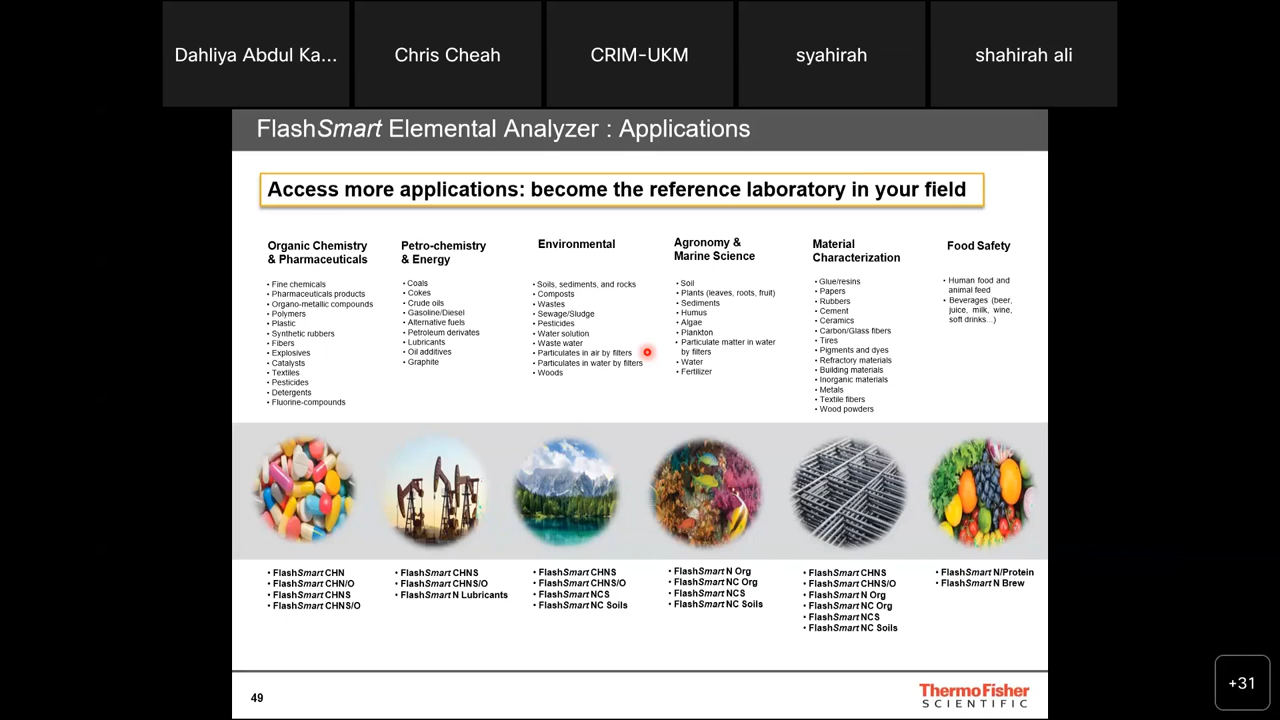 Dahliya Abdul Ka...
Chris Cheah
CRIM-UKM
syahirah
shahirah ali
FlashSmart Elemental Analyzer : Applications
Access more applications: become the reference laboratory in your field
Organic Chemistry
& Pharmaceuticals
• Fine chemicals
• Pharmaceuticals products
• Organo-metallic compounds
• Polymers
• Plastic
• Synthetic rubbers
• Fibers
• Explosives
• Catalysts
• Textiles
• Pesticides
• Detergents
• Fluorine-compounds
Petro-chemistry
& Energy
• Coals
• Cokes
• Crude oils
• Gasoline/Diesel
• Alternative fuels
• Petroleum derivates
• Lubricants
• Oil additives
• Graphite
Environmental
• Soils, sediments, and rocks
• Composts
• Wastes
• Sewage/Sludge
• Pesticides
• Water solution
• Waste water
• Particulates in air by filters
• Particulates in water by filters
• Woods
Agronomy &
Marine Science
• Soil
• Plants (leaves, roots, fruit)
• Sediments
• Humus
• Algae
• Plankton
• Particulate matter in water
by filters
• Water
• Fertilizer
Material
Characterization
• Glue/resins
• Papers
• Rubbers
• Cement
• Ceramics
• Carbon/Glass fibers
• Tires
• Pigments and dyes
• Refractory materials
• Building materials
• Inorganic materials
• Metals
• Textile fibers
• Wood powders
Food Safety
• Human food and
animal feed
• Beverages (beer,
juice, milk, wine,
soft drinks...)
• FlashSmart CHN
• FlashSmart CHN/O
• FlashSmart CHNS
• FlashSmart CHNS/O
• FlashSmart CHNS
• FlashSmart CHNS/O
• FlashSmart N Lubricants
• FlashSmart CHNS
• FlashSmart CHNS/O
• FlashSmart NCS
• FlashSmart NC Soils
• FlashSmart N Org
• FlashSmart NC Org
• FlashSmart NCS
• FlashSmart NC Soils
• FlashSmart CHNS
• FlashSmart CHNS/O
• FlashSmart N Org
• FlashSmart NC Org
• FlashSmart NCS
• FlashSmart NC Soils
• FlashSmart N/Protein
• FlashSmart N Brew
49
ThermoFisher
SCIENTIFIC
+31